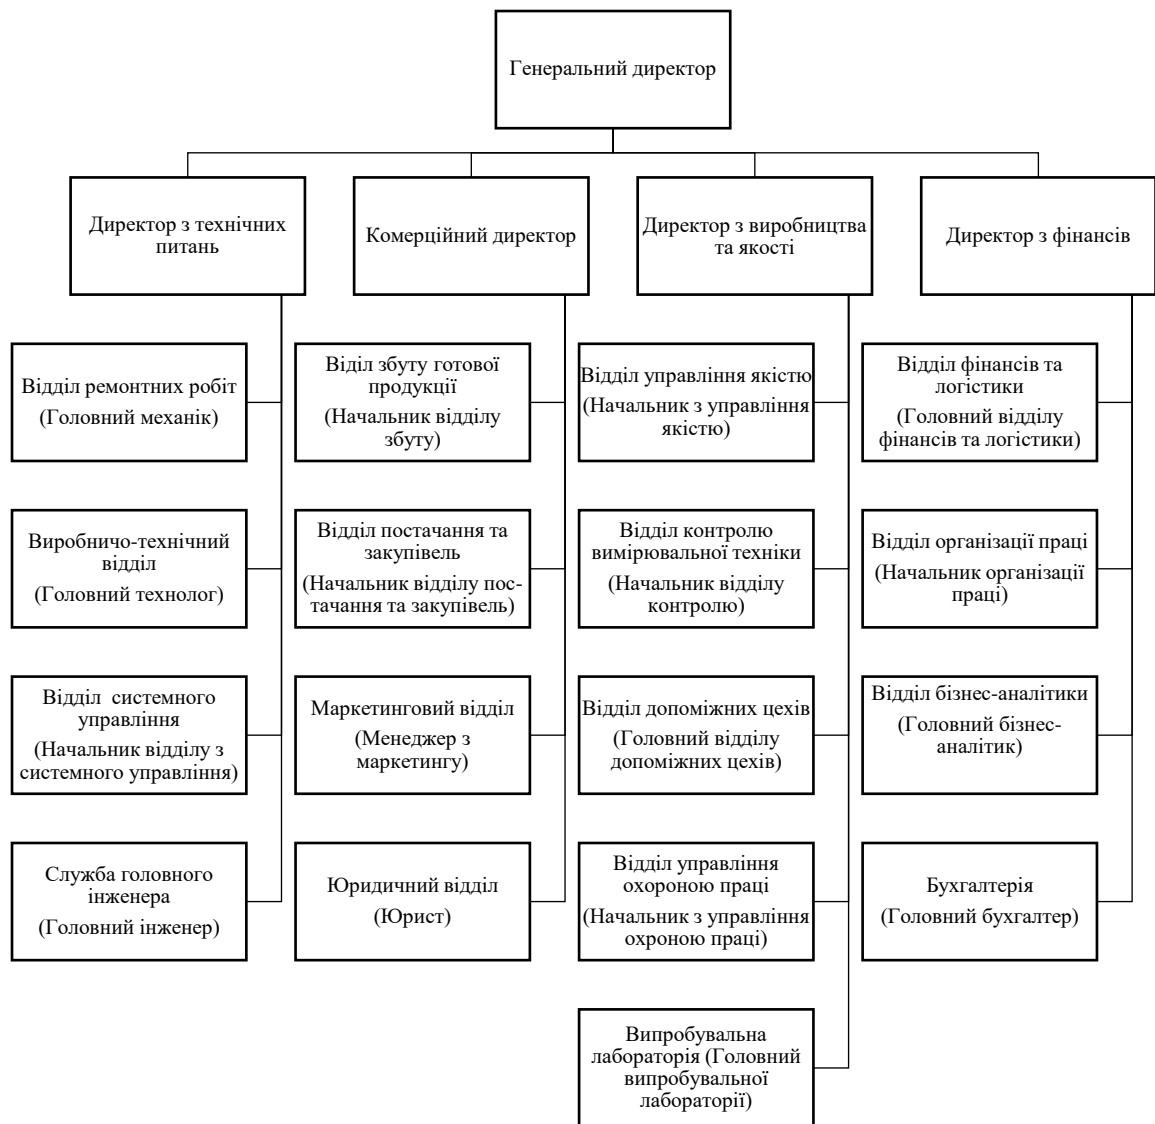 Генеральний директор
Директор з технічних
питань
Комерційний директор
Директор з виробництва
та якості
Директор з фінансів
Відділ ремонтних робіт
(Головний механік)
Віділ збуту готової
продукції
(Начальник відділу
збуту)
Відділ управління якістю
(Начальник з управління
якістю)
Відділ фінансів та
логістики
(Головний відділу
фінансів та логістики)
Виробничо-технічний
відділ
(Головний технолог)
Відділ постачання та
закупівель
(Начальник відділу пос-
тачання та закупівель)
Відділ контролю
вимірювальної техніки
(Начальник відділу
контролю)
Відділ організації праці
(Начальник організації
праці)
Відділ системного
управління
(Начальник відділу з
системного управління)
Маркетинговий відділ
(Менеджер з
маркетингу)
Відділ допоміжних цехів
(Головний відділу
допоміжних цехів)
Відділ бізнес-аналітики
(Головний бізнес-
аналітик)
Служба головного
інженера
(Головний інженер)
Юридичний відділ
(Юрист)
Відділ управління
охороною праці
(Начальник з управління
охроною праці)
Бухгалтерія
(Головний бухгалтер)
Випробувальна
лабораторія (Головний
випробувальної
лабораторії)